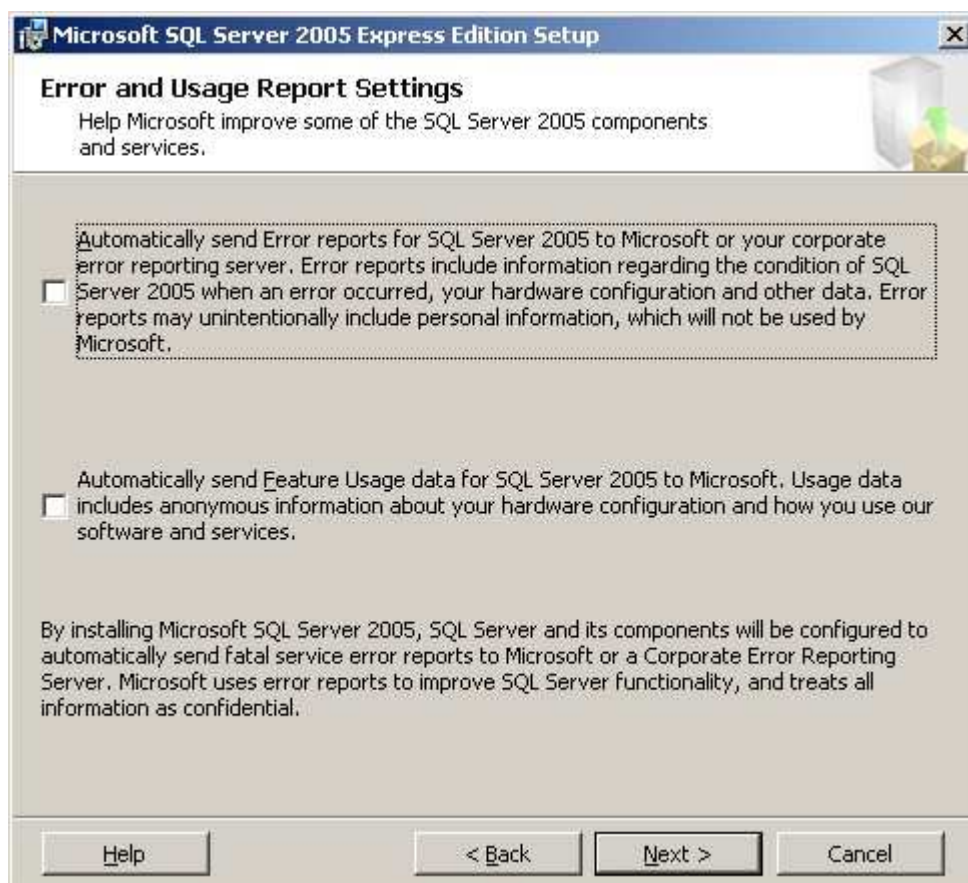 Microsoft SQL Server 2005 Express Edition Setup
Error and Usage Report Settings
Help Microsoft improve some of the SQL Server 2005 components
and services.
Automatically send Error reports for SQL Server 2005 to Microsoft or your corporate
error reporting server. Error reports include information regarding the condition of SQL
Server 2005 when an error occurred, your hardware configuration and other data. Error
reports may unintentionally include personal information, which will not be used by
Microsoft.
Automatically send Feature Usage data for SQL Server 2005 to Microsoft. Usage data
includes anonymous information about your hardware configuration and how you use our
software and services.
By installing Microsoft SQL Server 2005, SQL Server and its components will be configured to
automatically send fatal service error reports to Microsoft or a Corporate Error Reporting
Server. Microsoft uses error reports to improve SQL Server functionality, and treats all
information as confidential.
Help < Back Next > Cancel